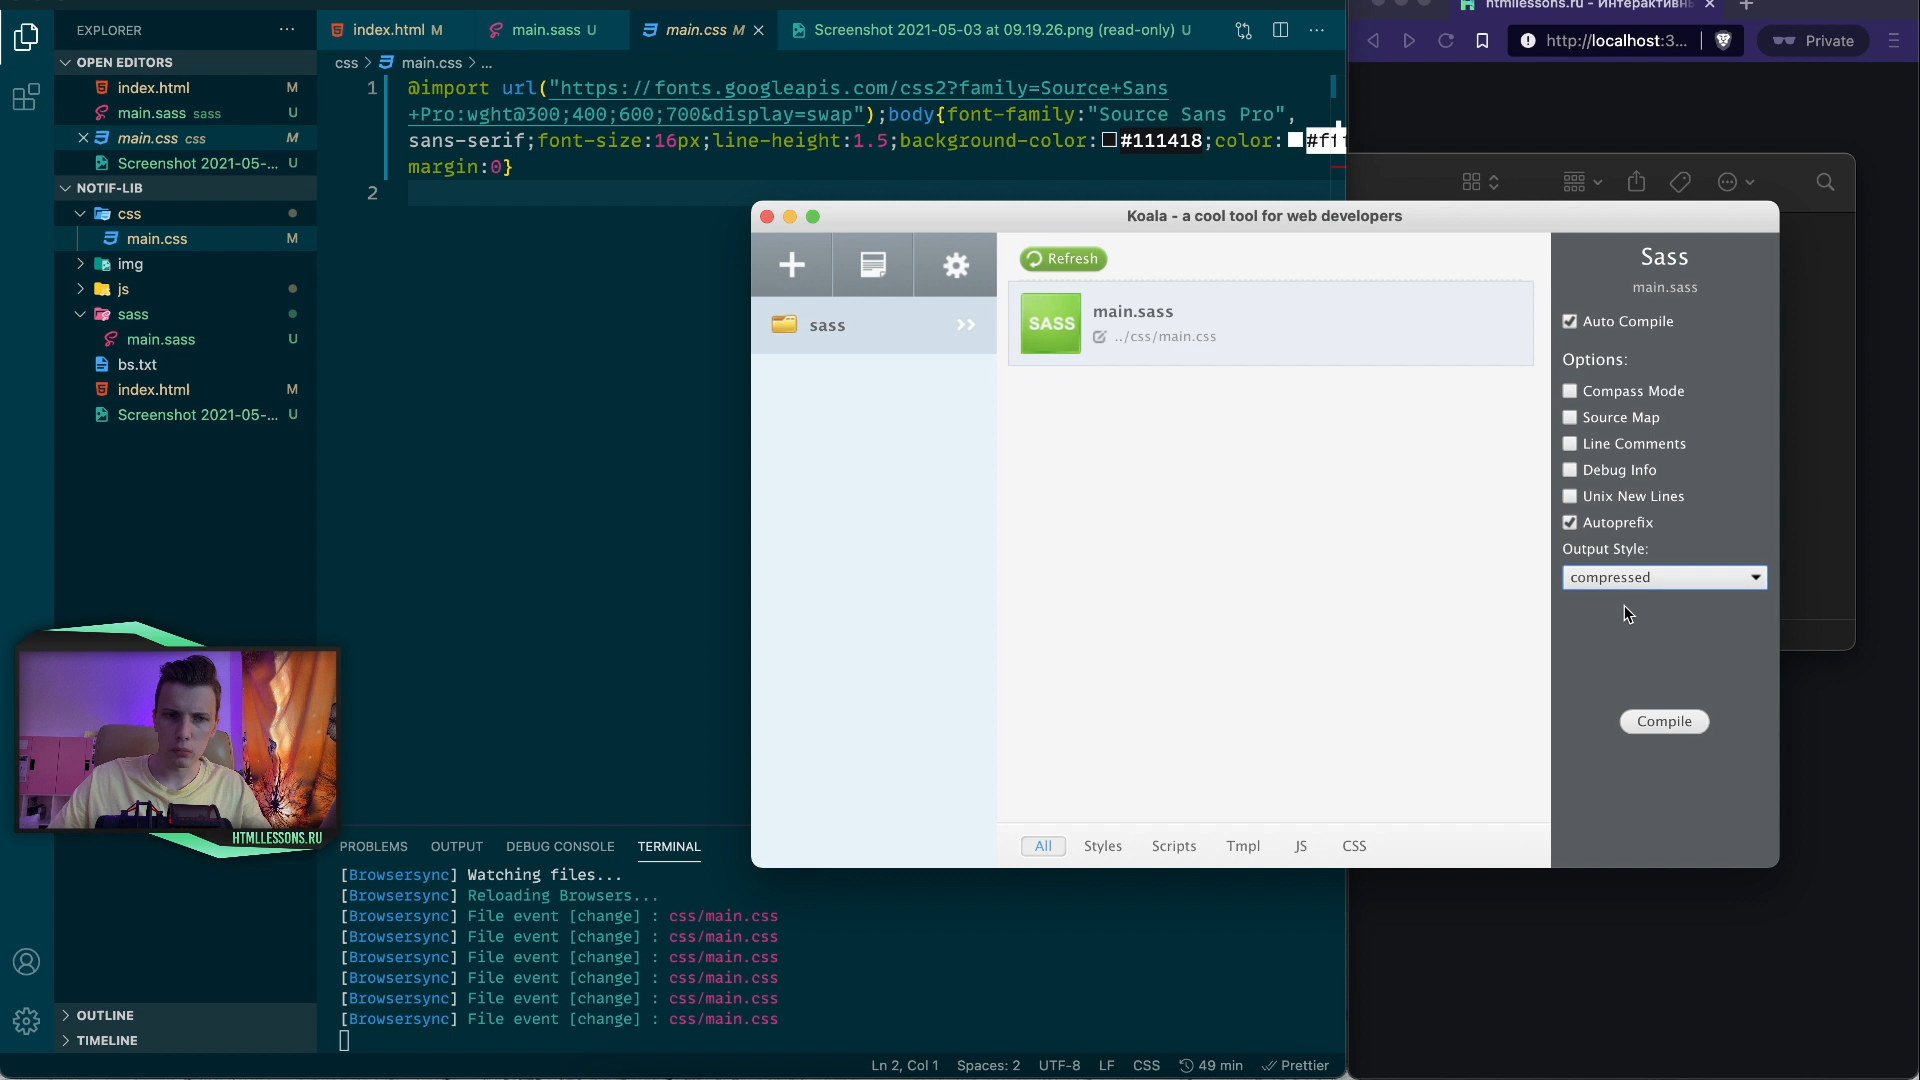 EXPLORER
OPEN EDITORS
index.html M
main.sass sass U
main.css css M
Screenshot 2021-05-... U
NOTIF-LIB
css
main.css M
img
js
sass
main.sass U
bs.txt
index.html M
Screenshot 2021-05-... U
OUTLINE
TIMELINE
index.html M
main.sass U
main.css M
Screenshot 2021-05-03 at 09.19.26.png (read-only) U
css > main.css > ...
1 @import url("https://fonts.googleapis.com/css2?family=Source+Sans
+Pro:wght@300;400;600;700&display=swap");body{font-family:"Source Sans Pro",
sans-serif;font-size:16px;line-height:1.5;background-color:#111418;color:
margin:0}
2
htmllessons.ru - Интерактивн
http://localhost:3...
Private
Koala - a cool tool for web developers
sass
Refresh
SASS
main.sass
../css/main.css
All Styles Scripts Tmpl JS CSS
Sass
main.sass
Auto Compile
Options:
Compass Mode
Source Map
Line Comments
Debug Info
Unix New Lines
Autoprefix
Output Style:
compressed
Compile
HTMLLESSONS.RU
PROBLEMS OUTPUT DEBUG CONSOLE TERMINAL
[Browsersync] Watching files...
[Browsersync] Reloading Browsers...
[Browsersync] File event [change] : css/main.css
[Browsersync] File event [change] : css/main.css
[Browsersync] File event [change] : css/main.css
[Browsersync] File event [change] : css/main.css
[Browsersync] File event [change] : css/main.css
[Browsersync] File event [change] : css/main.css
Ln 2, Col 1 Spaces: 2 UTF-8 LF CSS 49 min Prettier